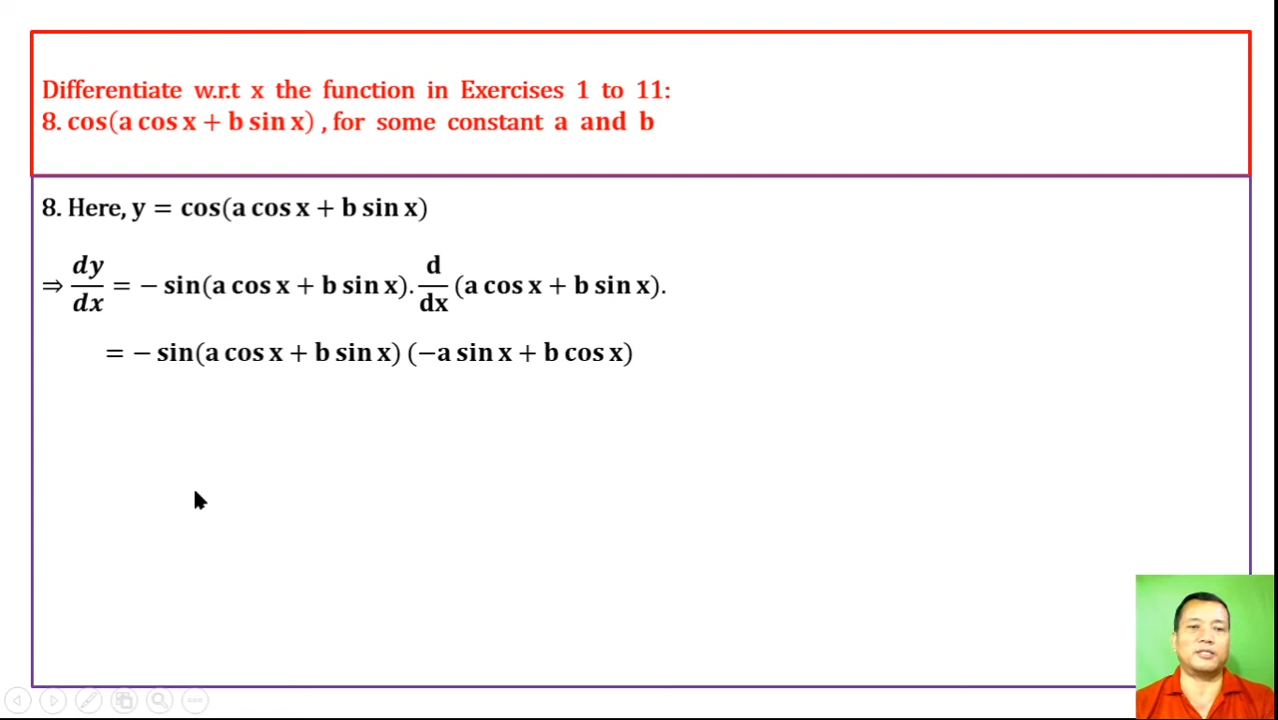 Differentiate w.r.t x the function in Exercises 1 to 11:
8. cos(a cos x + b sin x) , for some constant a and b
8. Here, y = cos(a cos x + b sin x)
⇒ dy/dx = − sin(a cos x + b sin x). d/dx (a cos x + b sin x).
= − sin(a cos x + b sin x) (−a sin x + b cos x)